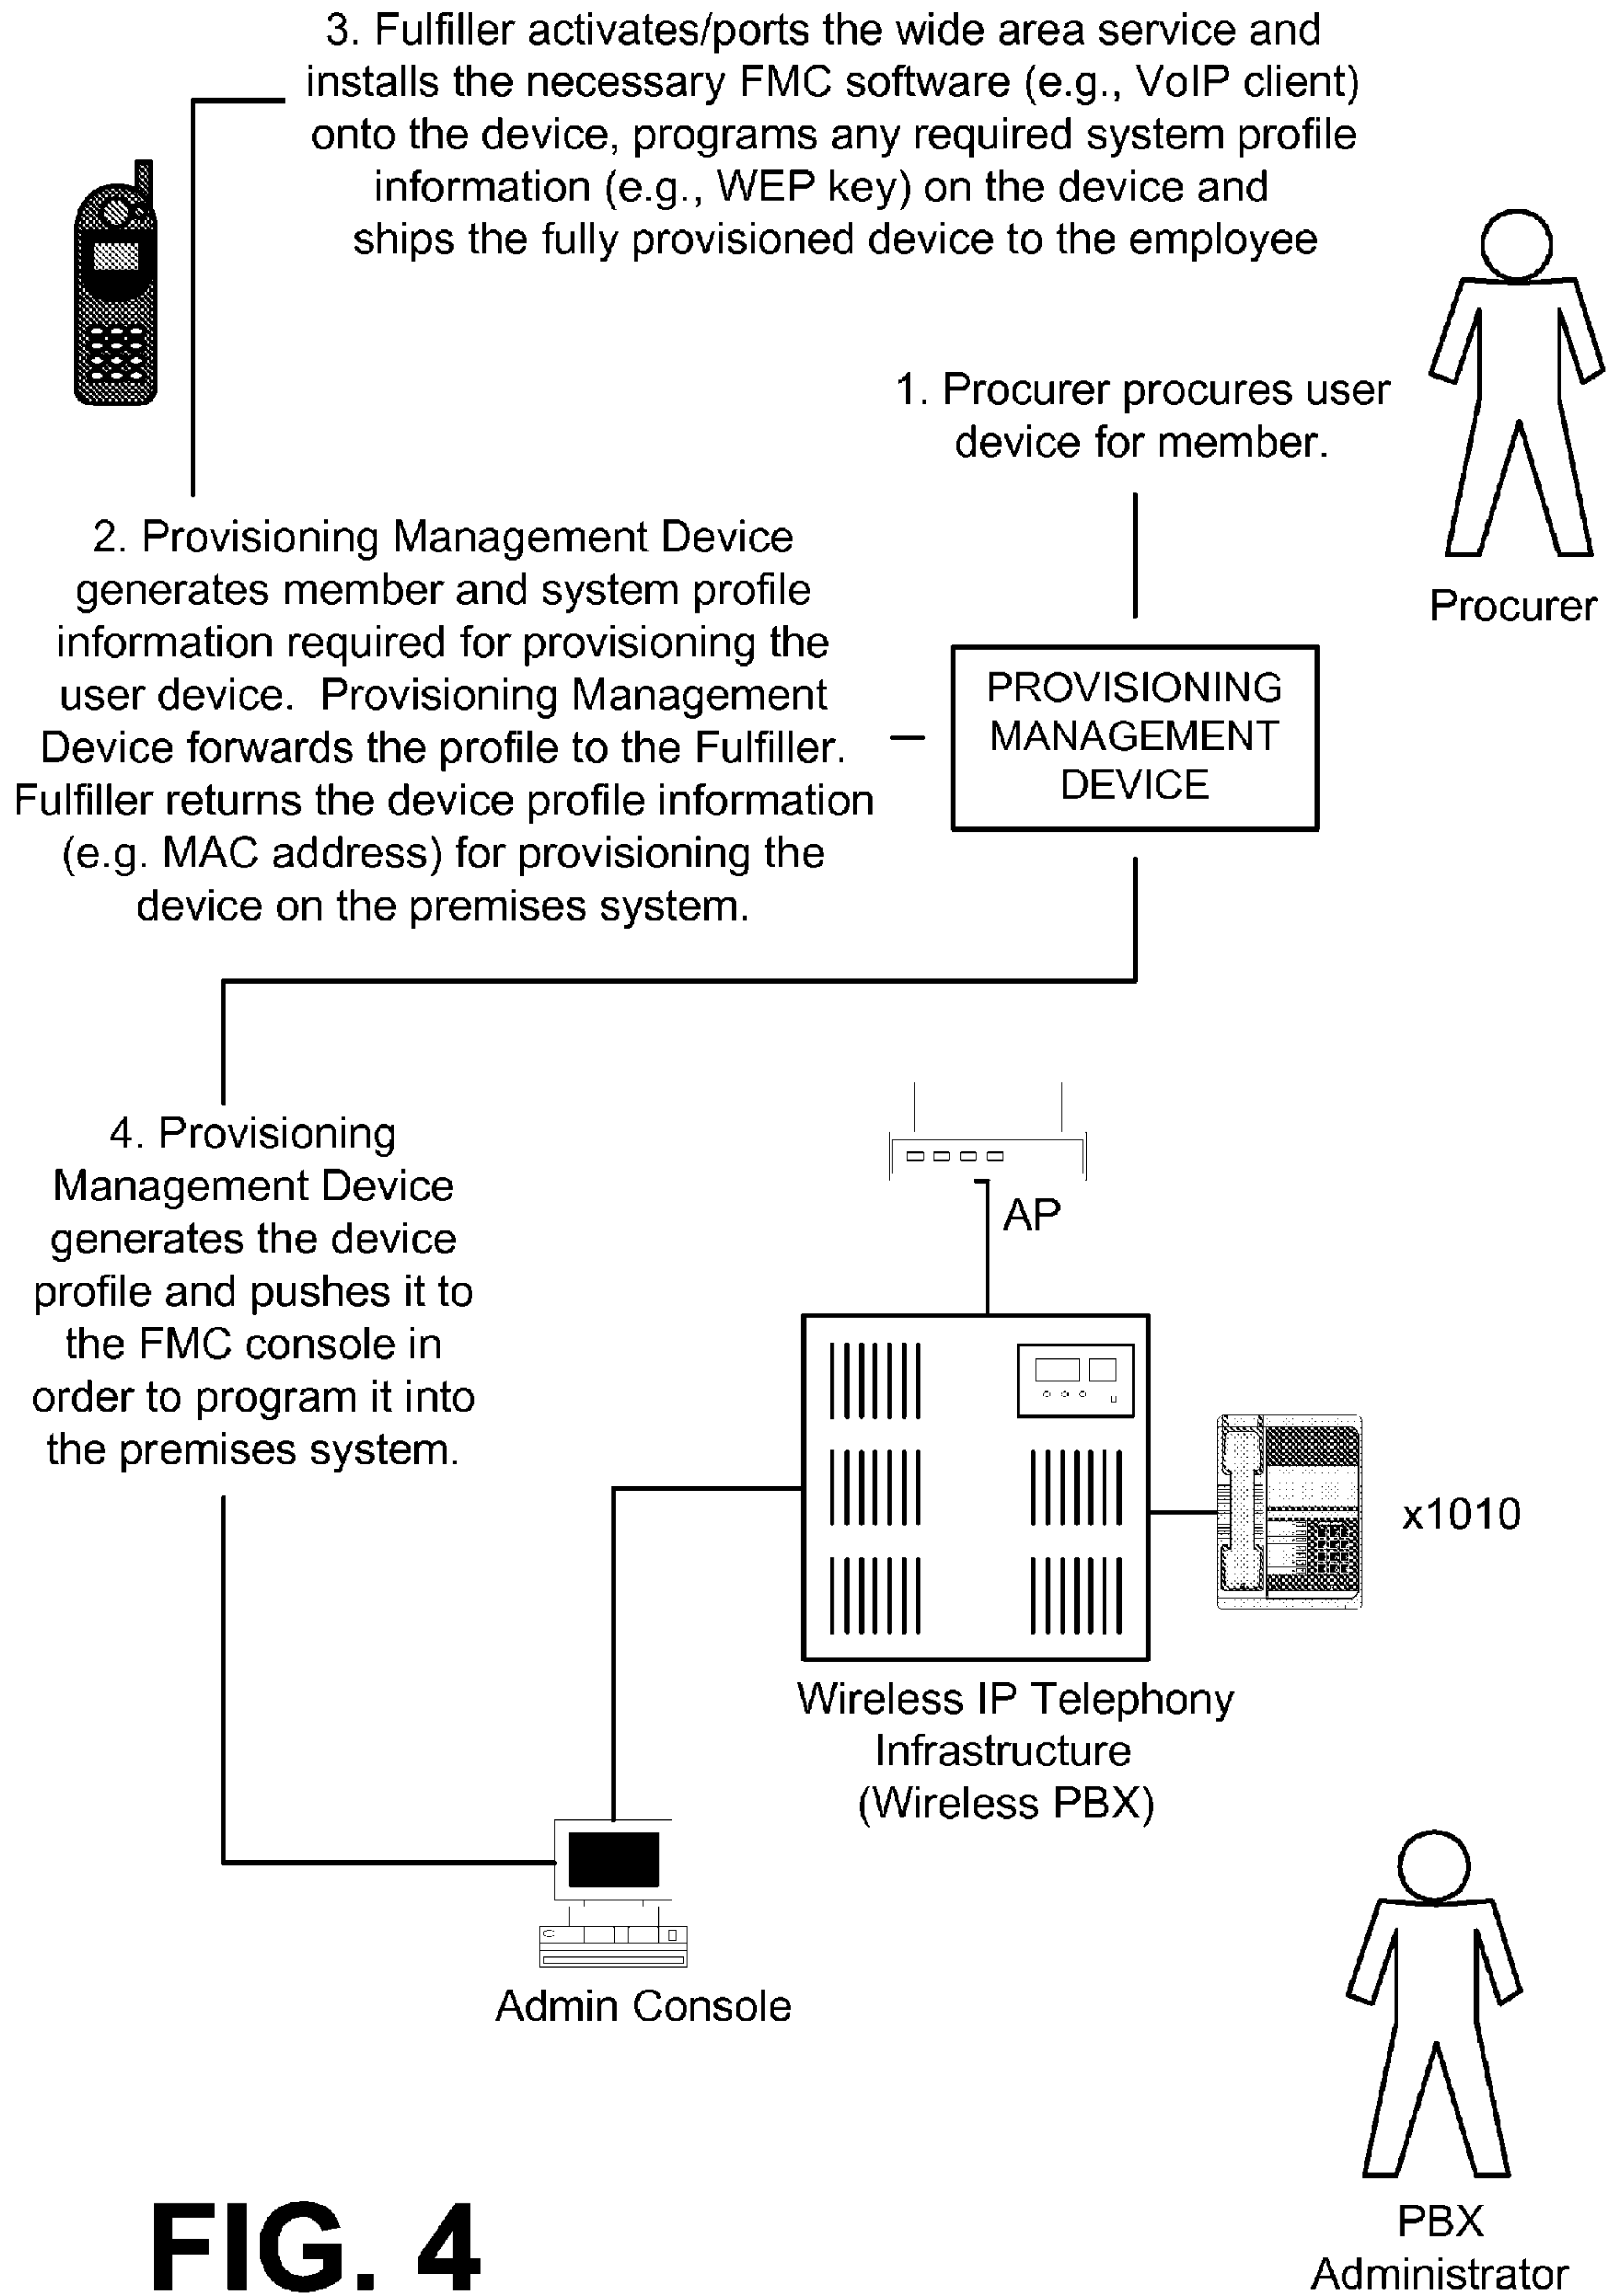 3. Fulfiller activates/ports the wide area service and
installs the necessary FMC software (e.g., VoIP client)
onto the device, programs any required system profile
information (e.g., WEP key) on the device and
ships the fully provisioned device to the employee
1. Procurer procures user
device for member.
Procurer
2. Provisioning Management Device
generates member and system profile
information required for provisioning the
user device.  Provisioning Management
Device forwards the profile to the Fulfiller.
Fulfiller returns the device profile information
(e.g. MAC address) for provisioning the
device on the premises system.
PROVISIONING
MANAGEMENT
DEVICE
4. Provisioning
Management Device
generates the device
profile and pushes it to
the FMC console in
order to program it into
the premises system.
AP
x1010
Wireless IP Telephony
Infrastructure
(Wireless PBX)
Admin Console
PBX
Administrator
FIG. 4